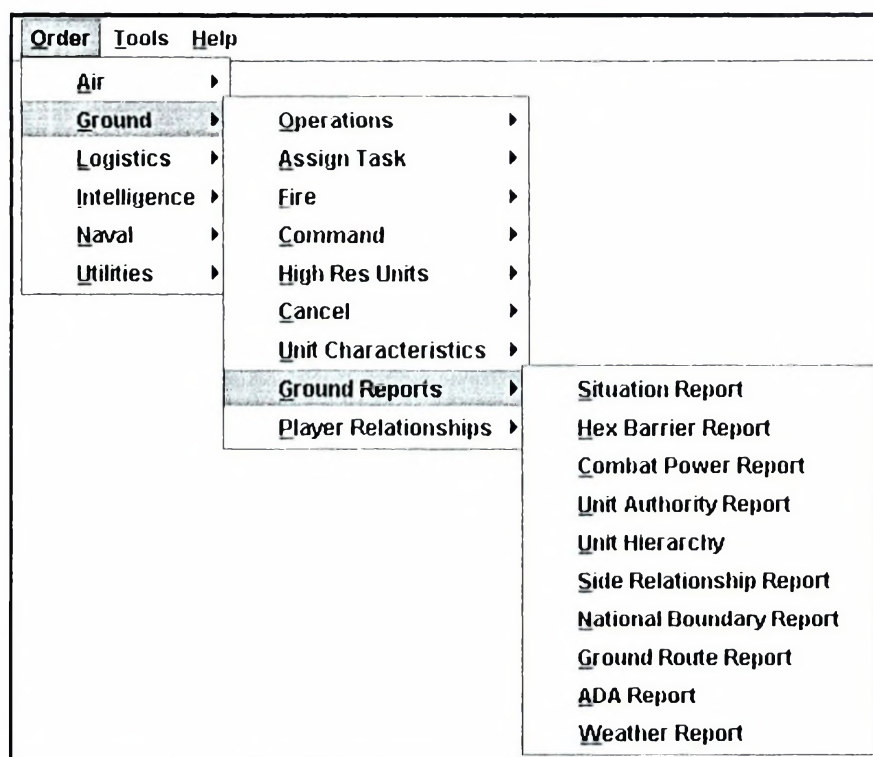 Order Tools Help
Air
Ground
Logistics
Intelligence
Naval
Utilities
Operations
Assign Task
Fire
Command
High Res Units
Cancel
Unit Characteristics
Ground Reports
Player Relationships
Situation Report
Hex Barrier Report
Combat Power Report
Unit Authority Report
Unit Hierarchy
Side Relationship Report
National Boundary Report
Ground Route Report
ADA Report
Weather Report